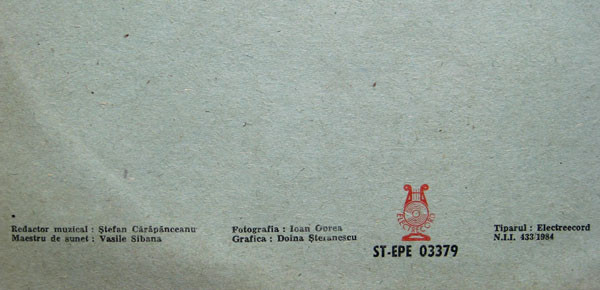 ELECTRECORD
Redactor muzical : Ștefan Cărăpănceanu
Maestru de sunet : Vasile Sibana
Fotografia : Ioan
Grafica : Doina Ștefănescu
ST-EPE 03379
Tiparul : Electreecord
N.I.I. 433/1984